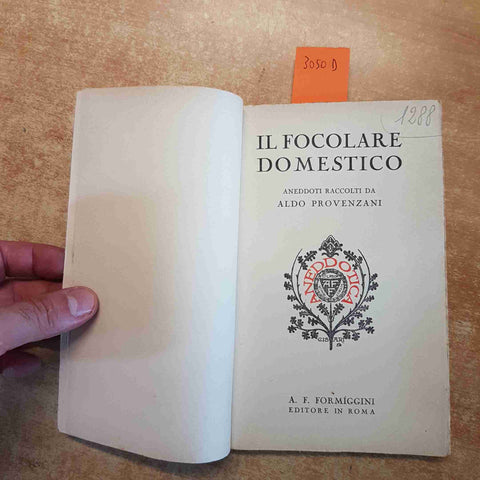 3050 D
1288
IL FOCOLARE
DOMESTICO
ANEDDOTI RACCOLTI DA
ALDO PROVENZANI
ANEDDOTICA
A. F. FORMÍGGINI
EDITORE IN ROMA